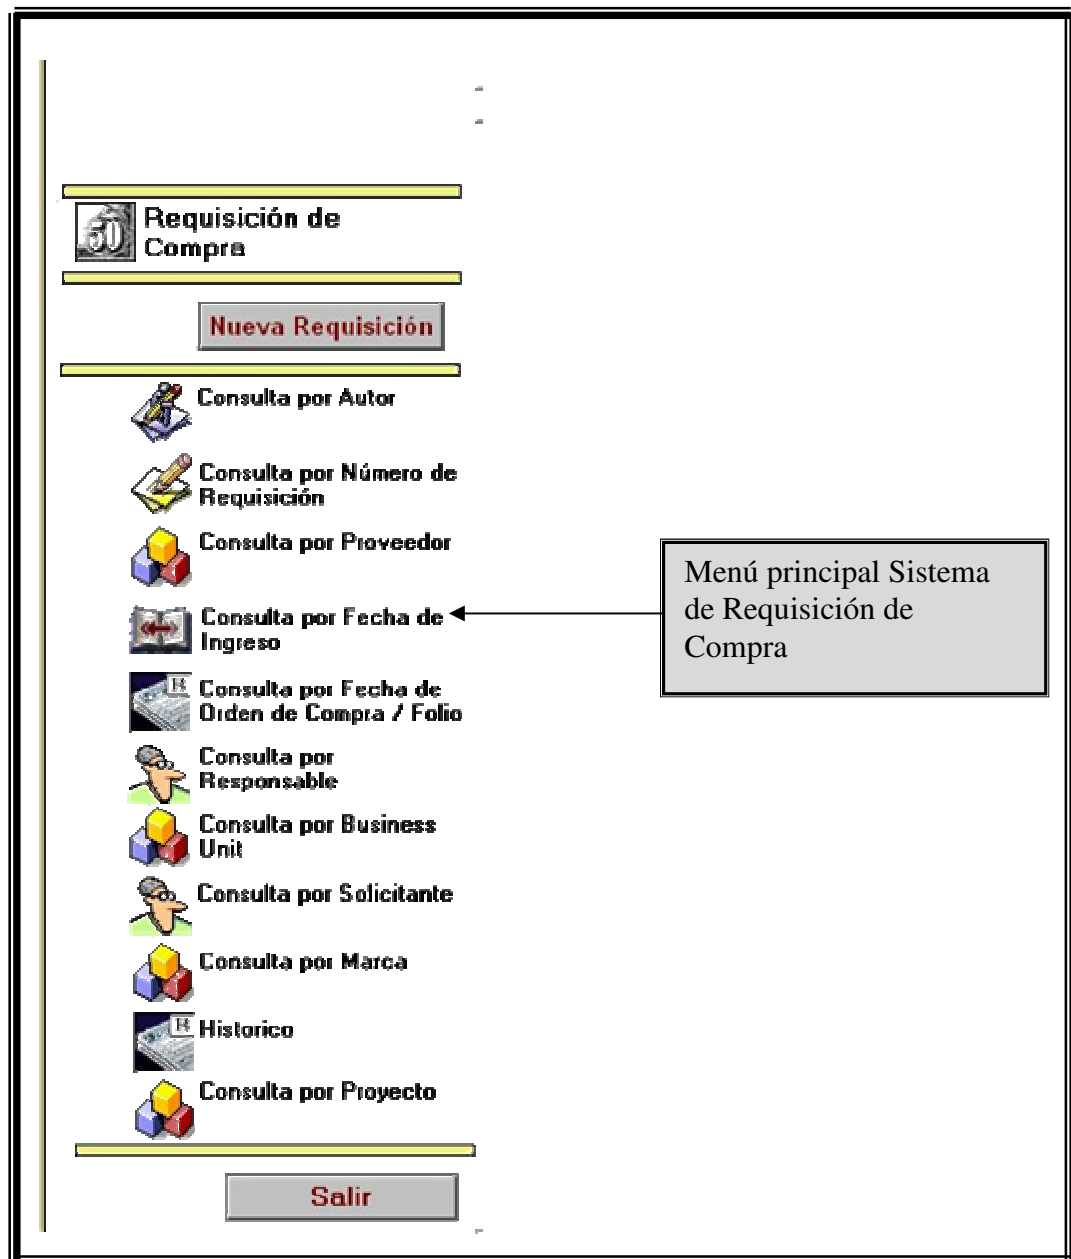 50
Requisición de
Compra
Nueva Requisición
Consulta por Autor
Consulta por Número de
Requisición
Consulta por Proveedor
Consulta por Fecha de
Ingreso
Menú principal Sistema
de Requisición de
Compra
Consulta por Fecha de
Orden de Compra / Folio
Consulta por
Responsable
Consulta por Business
Unit
Consulta por Solicitante
Consulta por Marca
Historico
Consulta por Proyecto
Salir